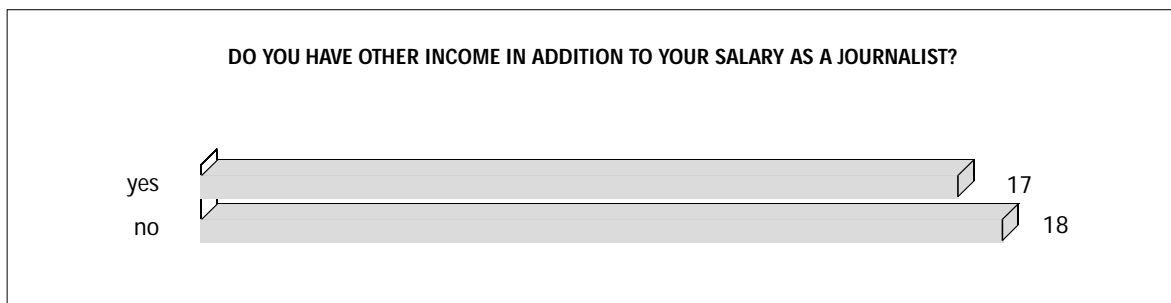 DO YOU HAVE OTHER INCOME IN ADDITION TO YOUR SALARY AS A JOURNALIST?
yes 17
no 18